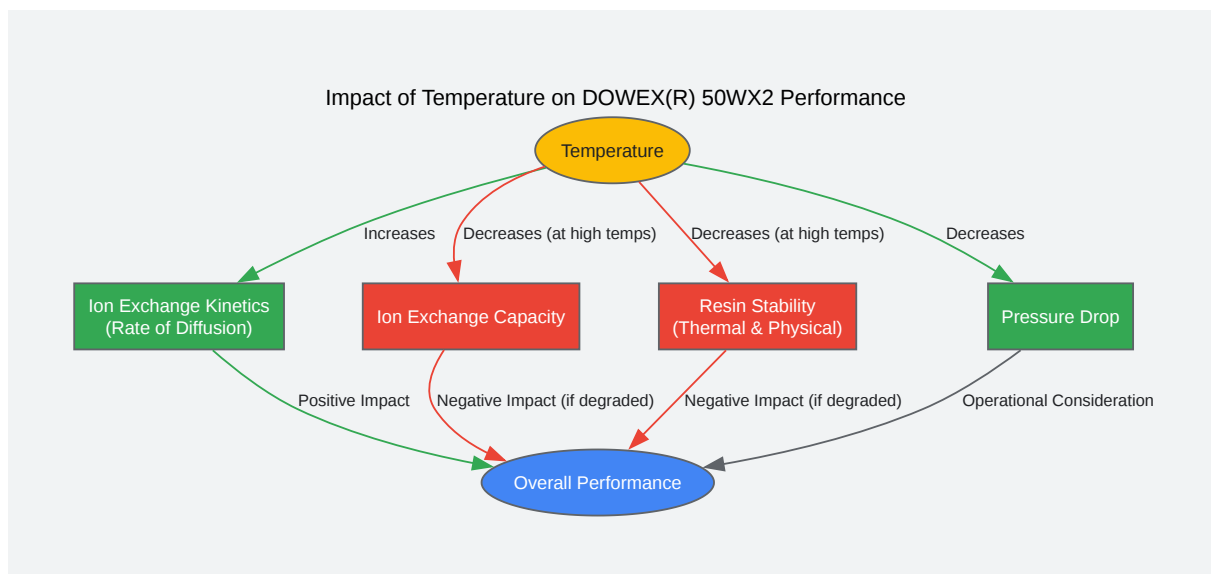 Impact of Temperature on DOWEX(R) 50WX2 Performance
Temperature
Increases
Decreases (at high temps)
Decreases (at high temps)
Decreases
Ion Exchange Kinetics
(Rate of Diffusion)
Ion Exchange Capacity
Resin Stability
(Thermal & Physical)
Pressure Drop
Positive Impact
Negative Impact (if degraded)
Negative Impact (if degraded)
Operational Consideration
Overall Performance